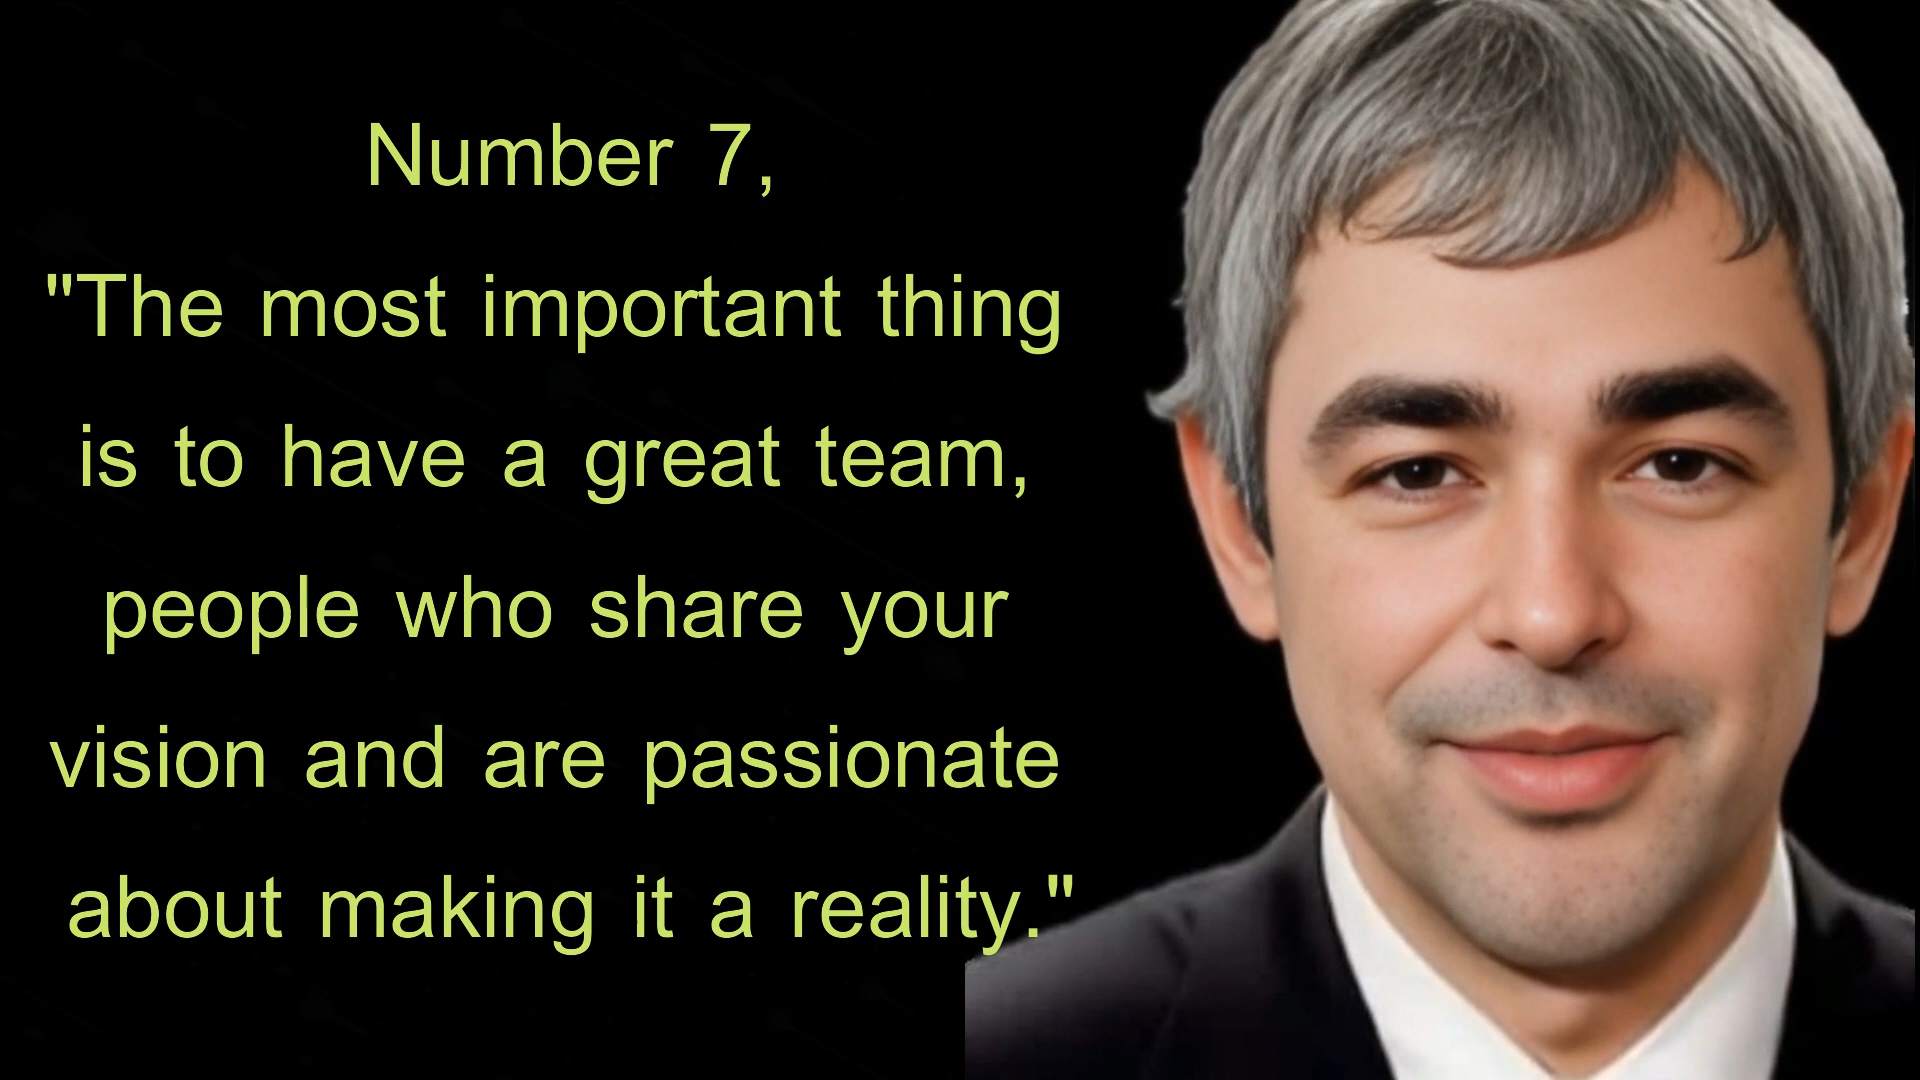 Number 7,
"The most important thing
is to have a great team,
people who share your
vision and are passionate
about making it a reality."